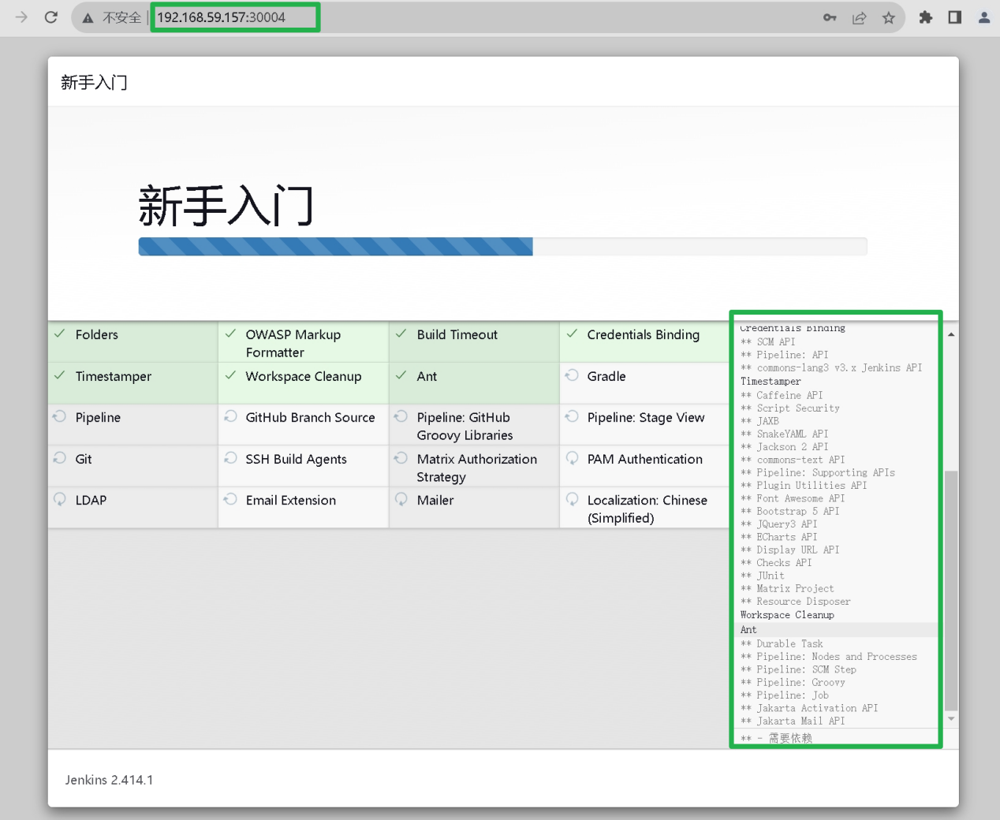 不安全 | 192.168.59.157:30004
新手入门
新手入门
Folders
OWASP Markup
Formatter
Build Timeout
Credentials Binding
Timestamper
Workspace Cleanup
Ant
Gradle
Pipeline
GitHub Branch Source
Pipeline: GitHub
Groovy Libraries
Pipeline: Stage View
Git
SSH Build Agents
Matrix Authorization
Strategy
PAM Authentication
LDAP
Email Extension
Mailer
Localization: Chinese
(Simplified)
Credentials Binding
** SCM API
** Pipeline: API
** commons-lang3 v3.x Jenkins API
Timestamper
** Caffeine API
** Script Security
** JAXB
** SnakeYAML API
** Jackson 2 API
** commons-text API
** Pipeline: Supporting APIs
** Plugin Utilities API
** Font Awesome API
** Bootstrap 5 API
** JQuery3 API
** ECharts API
** Display URL API
** Checks API
** JUnit
** Matrix Project
** Resource Disposer
Workspace Cleanup
Ant
** Durable Task
** Pipeline: Nodes and Processes
** Pipeline: SCM Step
** Pipeline: Groovy
** Pipeline: Job
** Jakarta Activation API
** Jakarta Mail API
** - 需要依赖
Jenkins 2.414.1